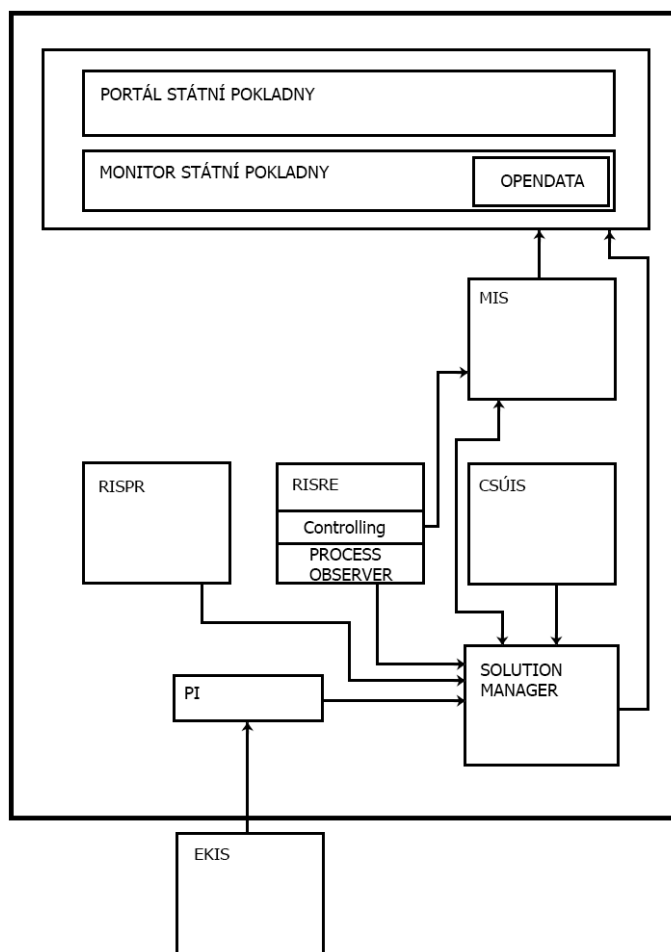 PORTÁL STÁTNÍ POKLADNY
MONITOR STÁTNÍ POKLADNY
OPENDATA
MIS
RISPR
RISRE
CSÚIS
Controlling
PROCESS
OBSERVER
SOLUTION
MANAGER
PI
EKIS